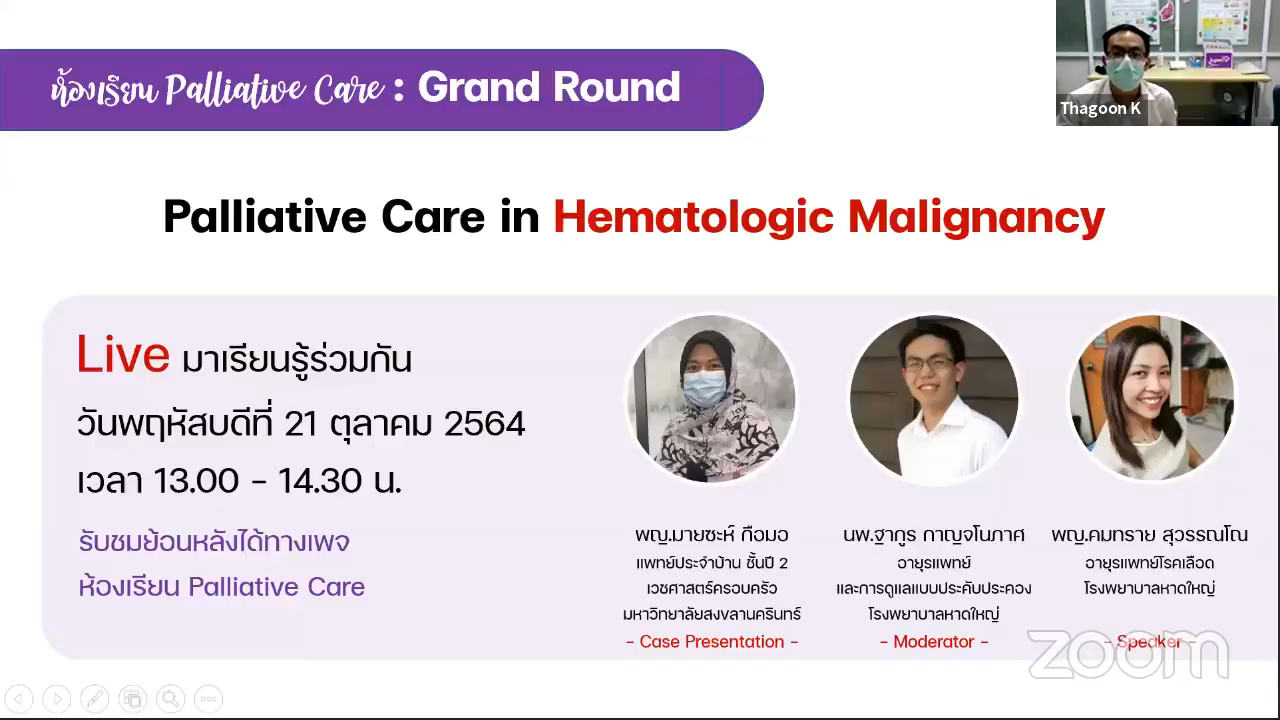 ห้องเรียน Palliative Care : Grand Round
Thagoon K
Palliative Care in Hematologic Malignancy
Live มาเรียนรู้ร่วมกัน
วันพฤหัสบดีที่ 21 ตุลาคม 2564
เวลา 13.00 - 14.30 น.
รับชมย้อนหลังได้ทางเพจ
ห้องเรียน Palliative Care
พญ.มายซะห์ กือมอ
แพทย์ประจำบ้าน ชั้นปี 2
เวชศาสตร์ครอบครัว
มหาวิทยาลัยสงขลานครินทร์
- Case Presentation -
นพ.ฐากูร กาญจโนภาศ
อายุรแพทย์
และการดูแลแบบประคับประคอง
โรงพยาบาลหาดใหญ่
- Moderator -
พญ.คมทราย สุวรรณโณ
อายุรแพทย์โรคเลือด
โรงพยาบาลหาดใหญ่
- Speaker -
zoom